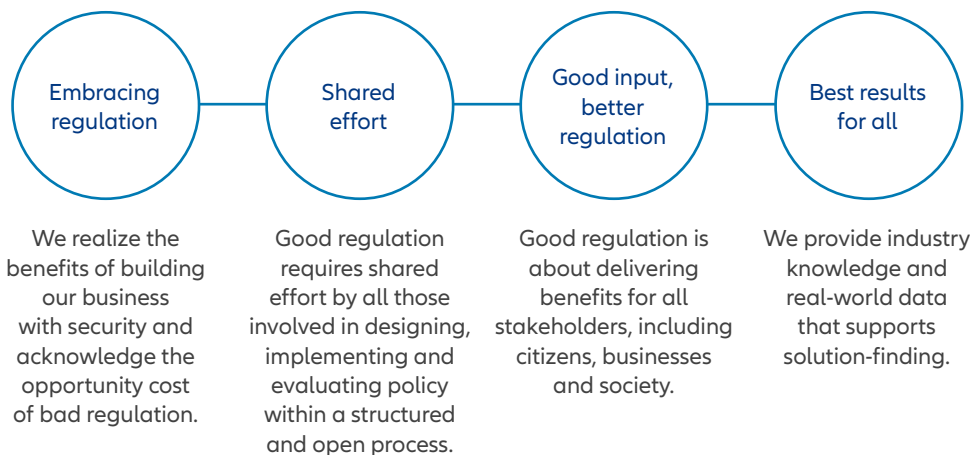 Embracing
regulation
Shared
effort
Good input,
better
regulation
Best results
for all
We realize the
benefits of building
our business
with security and
acknowledge the
opportunity cost
of bad regulation.
Good regulation
requires shared
effort by all those
involved in designing,
implementing and
evaluating policy
within a structured
and open process.
Good regulation is
about delivering
benefits for all
stakeholders, including
citizens, businesses
and society.
We provide industry
knowledge and
real-world data
that supports
solution-finding.